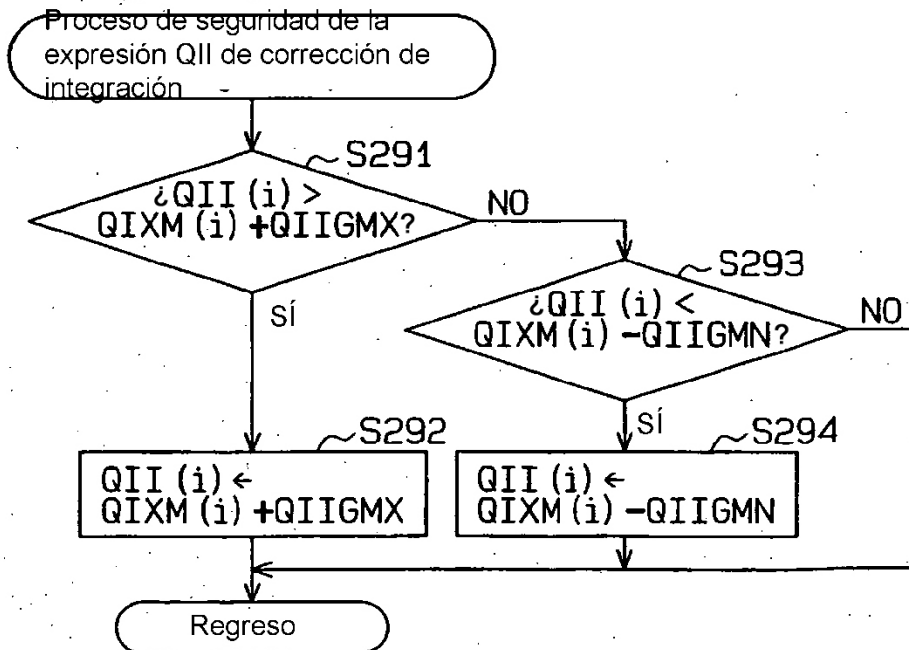 Proceso de seguridad de la
expresión QII de corrección de
integración
S291
¿QII (i) >
QIXM (i) +QIIGMX?
NO
SÍ
S293
¿QII (i) <
QIXM (i) -QIIGMN?
NO
SÍ
S292
QII (i) ←
QIXM (i) +QIIGMX
S294
QII (i) ←
QIXM (i) -QIIGMN
Regreso